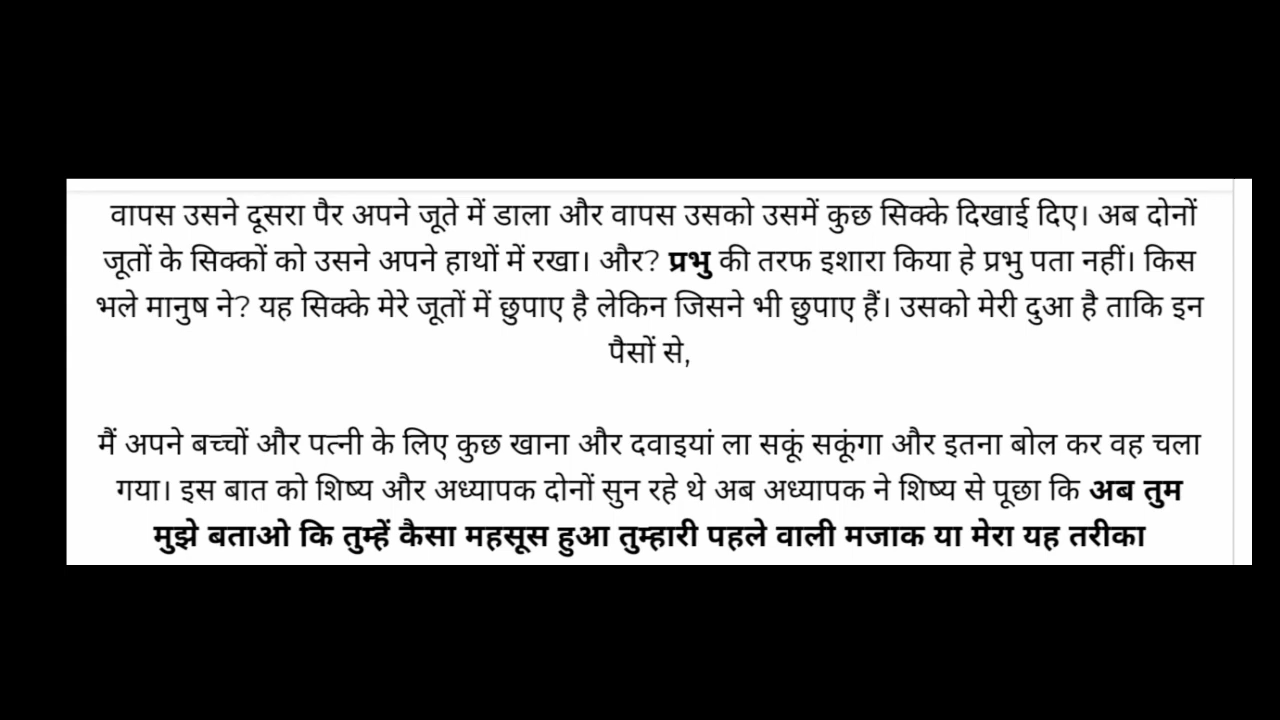 वापस उसने दूसरा पैर अपने जूते में डाला और वापस उसको उसमें कुछ सिक्के दिखाई दिए। अब दोनों
जूतों के सिक्कों को उसने अपने हाथों में रखा। और? प्रभु की तरफ इशारा किया हे प्रभु पता नहीं। किस
भले मानुष ने? यह सिक्के मेरे जूतों में छुपाए है लेकिन जिसने भी छुपाए हैं। उसको मेरी दुआ है ताकि इन
पैसों से,
मैं अपने बच्चों और पत्नी के लिए कुछ खाना और दवाइयां ला सकूं सकूंगा और इतना बोल कर वह चला
गया। इस बात को शिष्य और अध्यापक दोनों सुन रहे थे अब अध्यापक ने शिष्य से पूछा कि अब तुम
मुझे बताओ कि तुम्हें कैसा महसूस हुआ तुम्हारी पहले वाली मजाक या मेरा यह तरीका